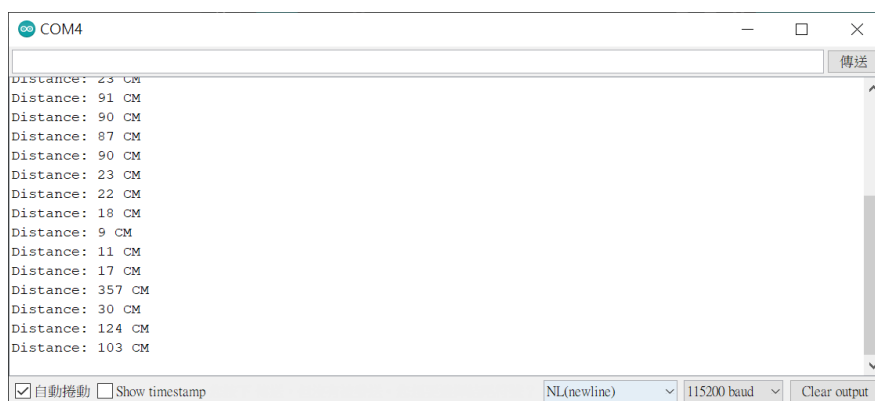 COM4
傳送
Distance: 23 CM
Distance: 91 CM
Distance: 90 CM
Distance: 87 CM
Distance: 90 CM
Distance: 23 CM
Distance: 22 CM
Distance: 18 CM
Distance: 9 CM
Distance: 11 CM
Distance: 17 CM
Distance: 357 CM
Distance: 30 CM
Distance: 124 CM
Distance: 103 CM
自動捲動 Show timestamp NL(newline) 115200 baud Clear output